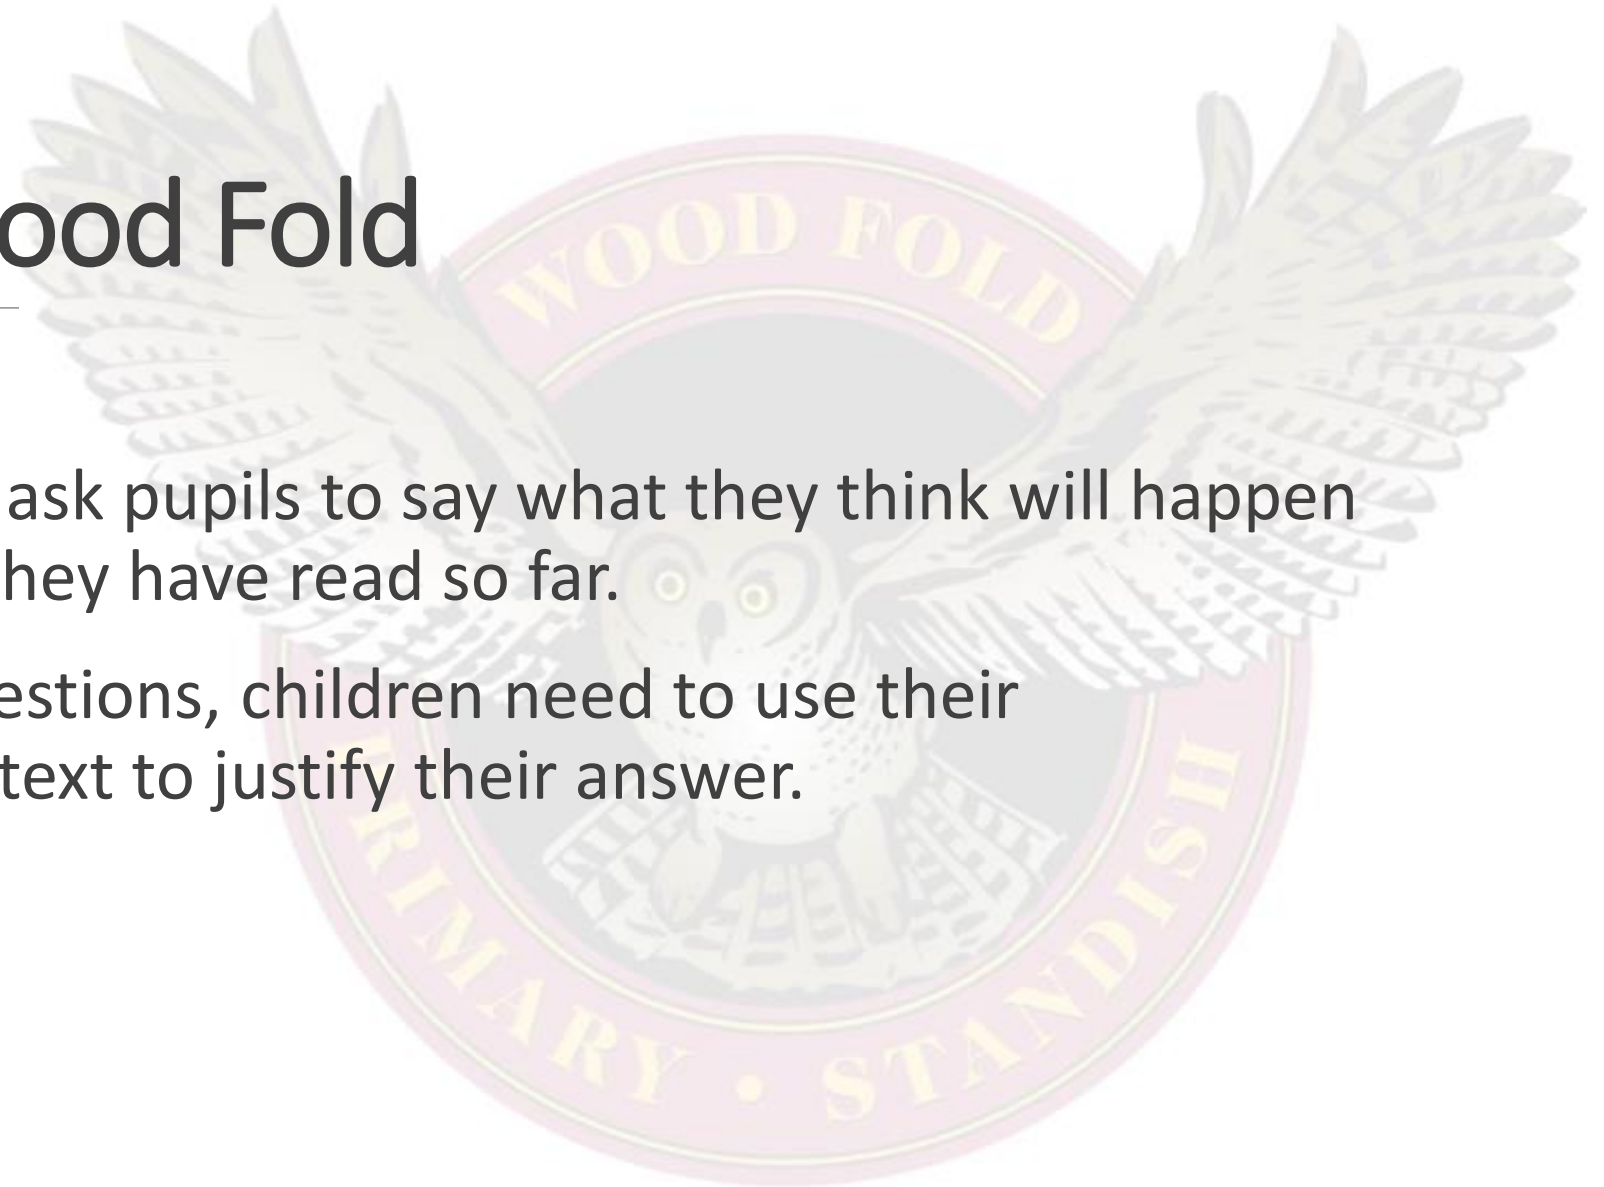 ood Fold
WOOD FOLD
ask pupils to say what they think will happen
hey have read so far.
estions, children need to use their
text to justify their answer.
PRIMARY • STANDISH